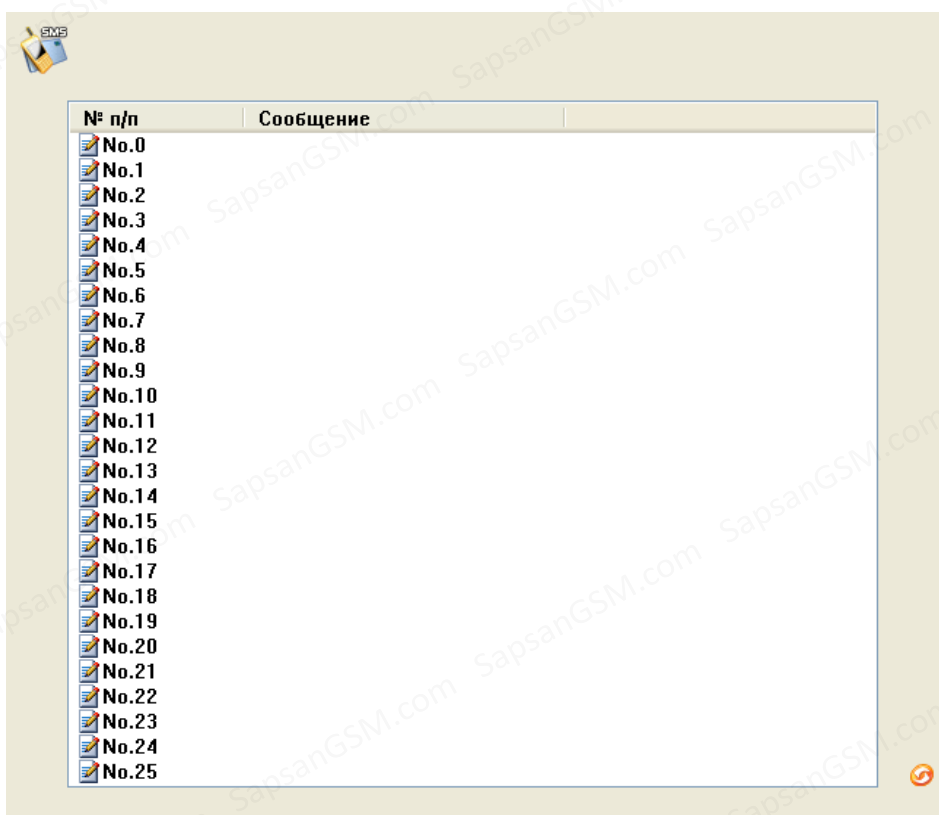 SMS
№ п/п Сообщение
No.0
No.1
No.2
No.3
No.4
No.5
No.6
No.7
No.8
No.9
No.10
No.11
No.12
No.13
No.14
No.15
No.16
No.17
No.18
No.19
No.20
No.21
No.22
No.23
No.24
No.25
SapsanGSM.com